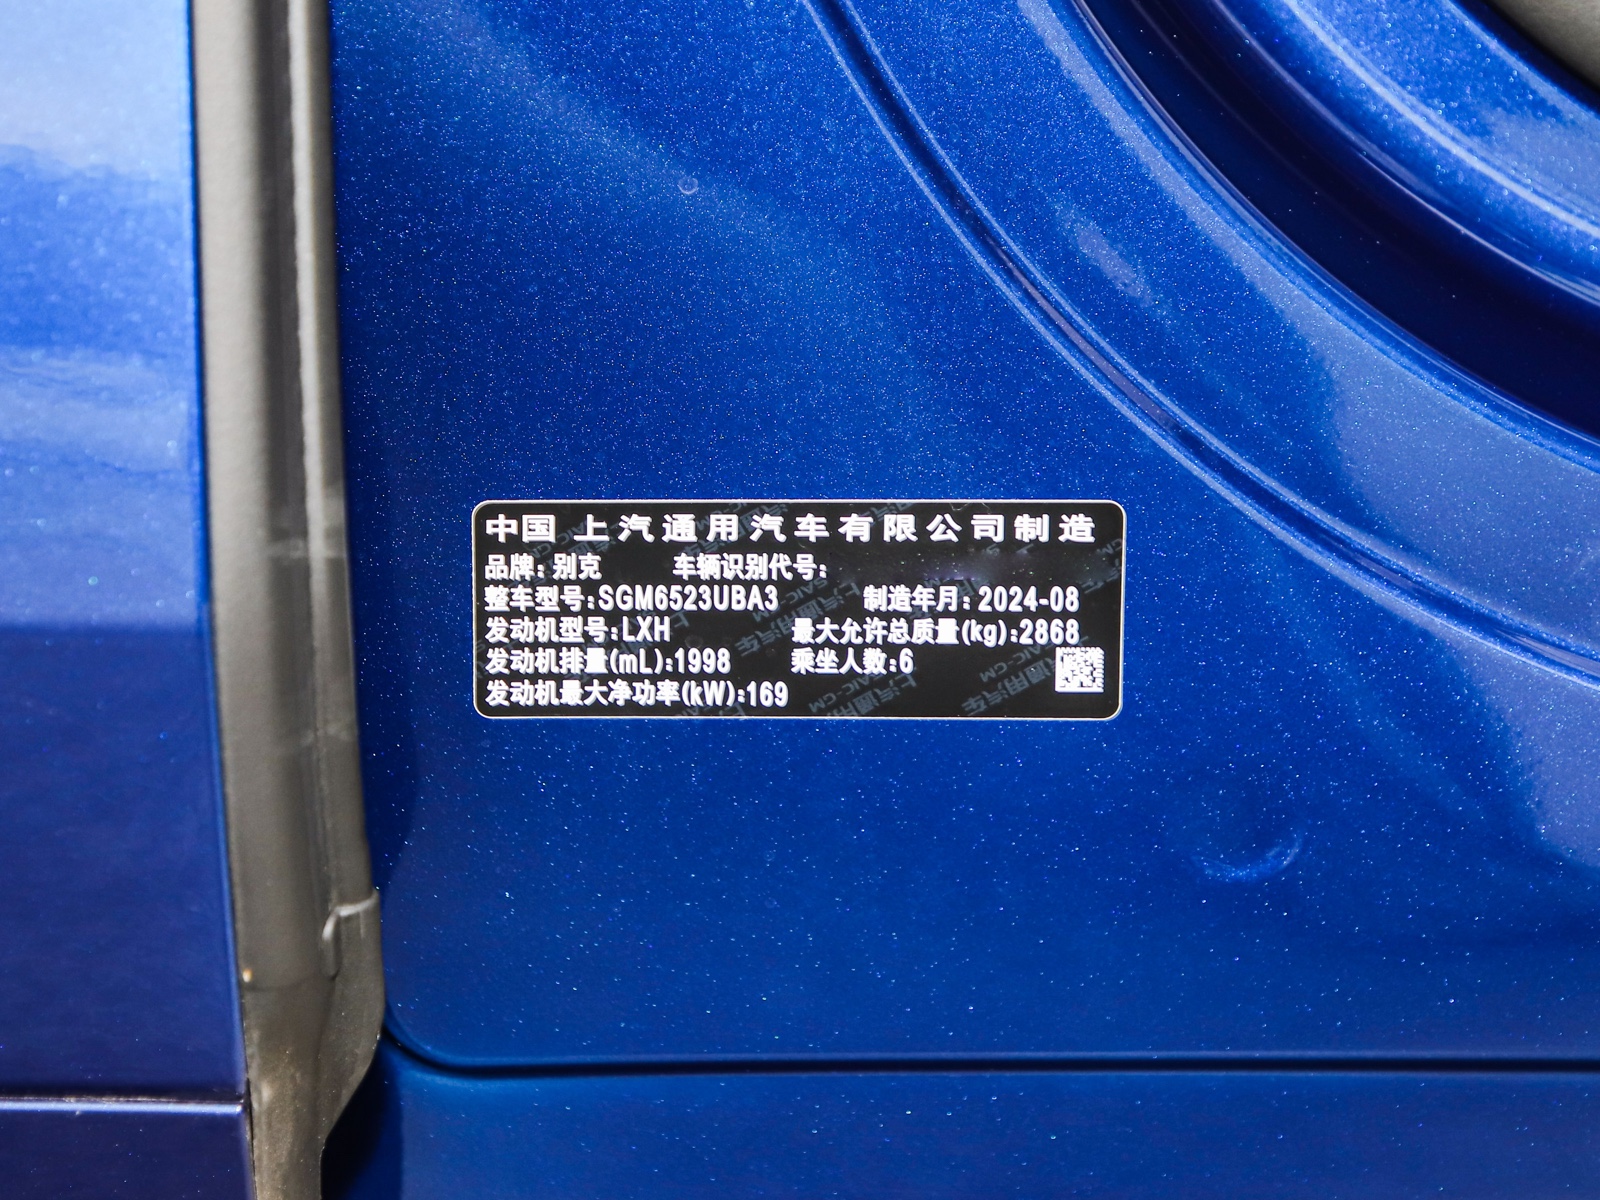 中国 上汽通用汽车有限公司制造
品牌:别克 车辆识别代号:
整车型号:SGM6523UBA3 制造年月:2024-08
发动机型号:LXH 最大允许总质量(kg):2868
发动机排量(mL):1998 乘坐人数:6
发动机最大净功率(kW):169